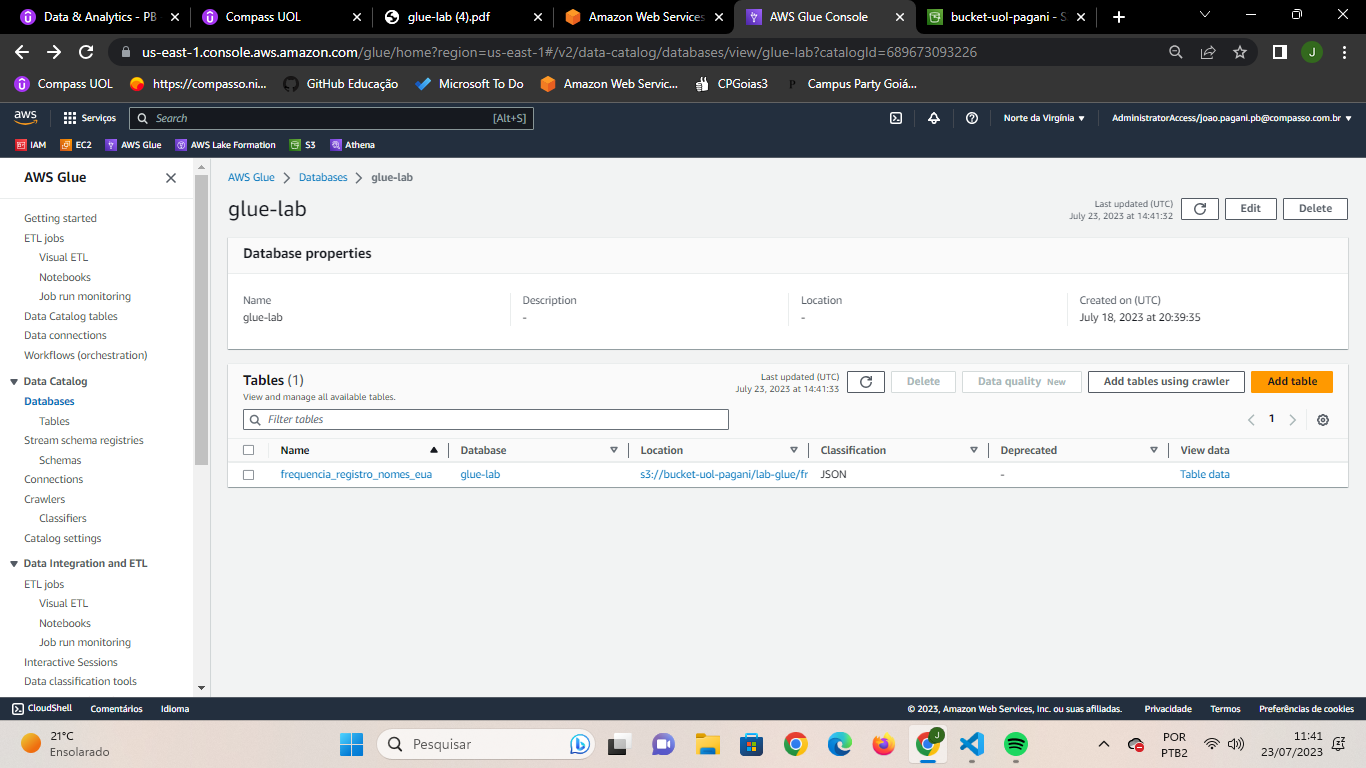 Data & Analytics - PB
Compass UOL
glue-lab (4).pdf
Amazon Web Services
AWS Glue Console
bucket-uol-pagani - S
us-east-1.console.aws.amazon.com/glue/home?region=us-east-1#/v2/data-catalog/databases/view/glue-lab?catalogId=689673093226
J
Compass UOL
https://compasso.ni...
GitHub Educação
Microsoft To Do
Amazon Web Servic...
CPGoias3
P Campus Party Goiá...
aws
Serviços
Search
[Alt+S]
Norte da Virgínia
AdministratorAccess/joao.pagani.pb@compasso.com.br
IAM
EC2
AWS Glue
AWS Lake Formation
S3
Athena
AWS Glue
Getting started
ETL jobs
Visual ETL
Notebooks
Job run monitoring
Data Catalog tables
Data connections
Workflows (orchestration)
Data Catalog
Databases
Tables
Stream schema registries
Schemas
Connections
Crawlers
Classifiers
Catalog settings
Data Integration and ETL
ETL jobs
Visual ETL
Notebooks
Job run monitoring
Interactive Sessions
Data classification tools
AWS Glue
Databases
glue-lab
glue-lab
Last updated (UTC)
July 23, 2023 at 14:41:32
Edit
Delete
Database properties
Name
glue-lab
Description
-
Location
-
Created on (UTC)
July 18, 2023 at 20:39:35
Tables (1)
View and manage all available tables.
Last updated (UTC)
July 23, 2023 at 14:41:33
Delete
Data quality New
Add tables using crawler
Add table
Filter tables
1
Name
Database
Location
Classification
Deprecated
View data
frequencia_registro_nomes_eua
glue-lab
s3://bucket-uol-pagani/lab-glue/fr
JSON
-
Table data
CloudShell
Comentários
Idioma
© 2023, Amazon Web Services, Inc. ou suas afiliadas.
Privacidade
Termos
Preferências de cookies
21°C
Ensolarado
Pesquisar
J
POR
PTB2
11:41
23/07/2023